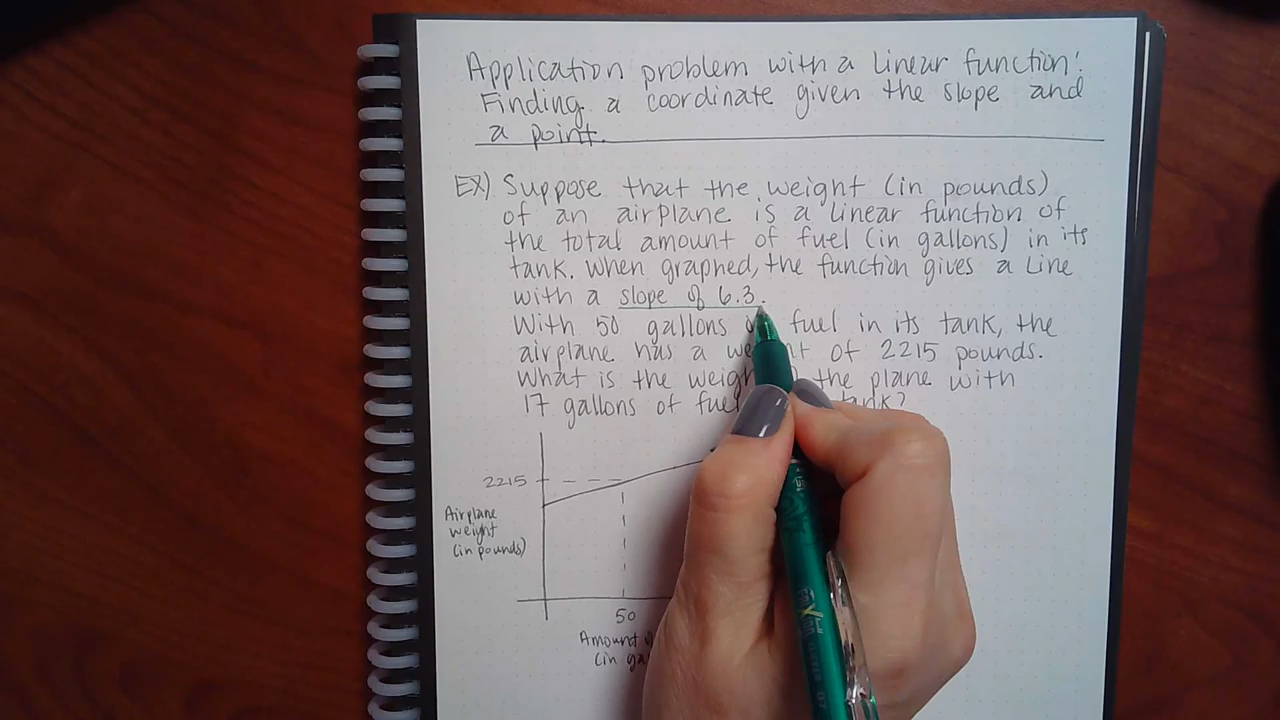 Application problem with a linear function:
Finding a coordinate given the slope and
a point.
EX) Suppose that the weight (in pounds)
of an airplane is a linear function of
the total amount of fuel (in gallons) in its
tank. When graphed, the function gives a line
with a slope of 6.3.
With 50 gallons fuel in its tank, the
airplane has a of 2215 pounds.
What is the the plane with
17 gallons of tank?
2215
Airplane
weight
(in pounds)
50
Amount
(in